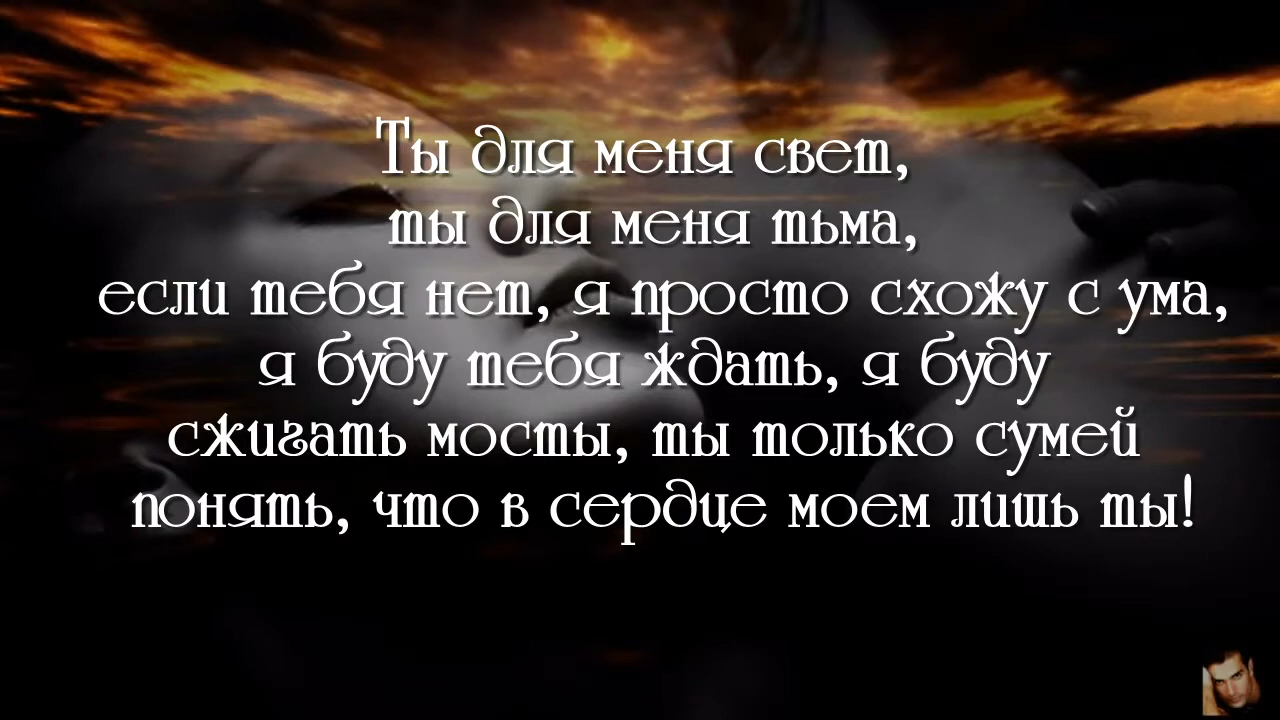 Ты для меня свет,
ты для меня тьма,
если тебя нет, я просто схожу с ума,
я буду тебя ждать, я буду
сжигать мосты, ты только сумей
понять, что в сердце моем лишь ты!